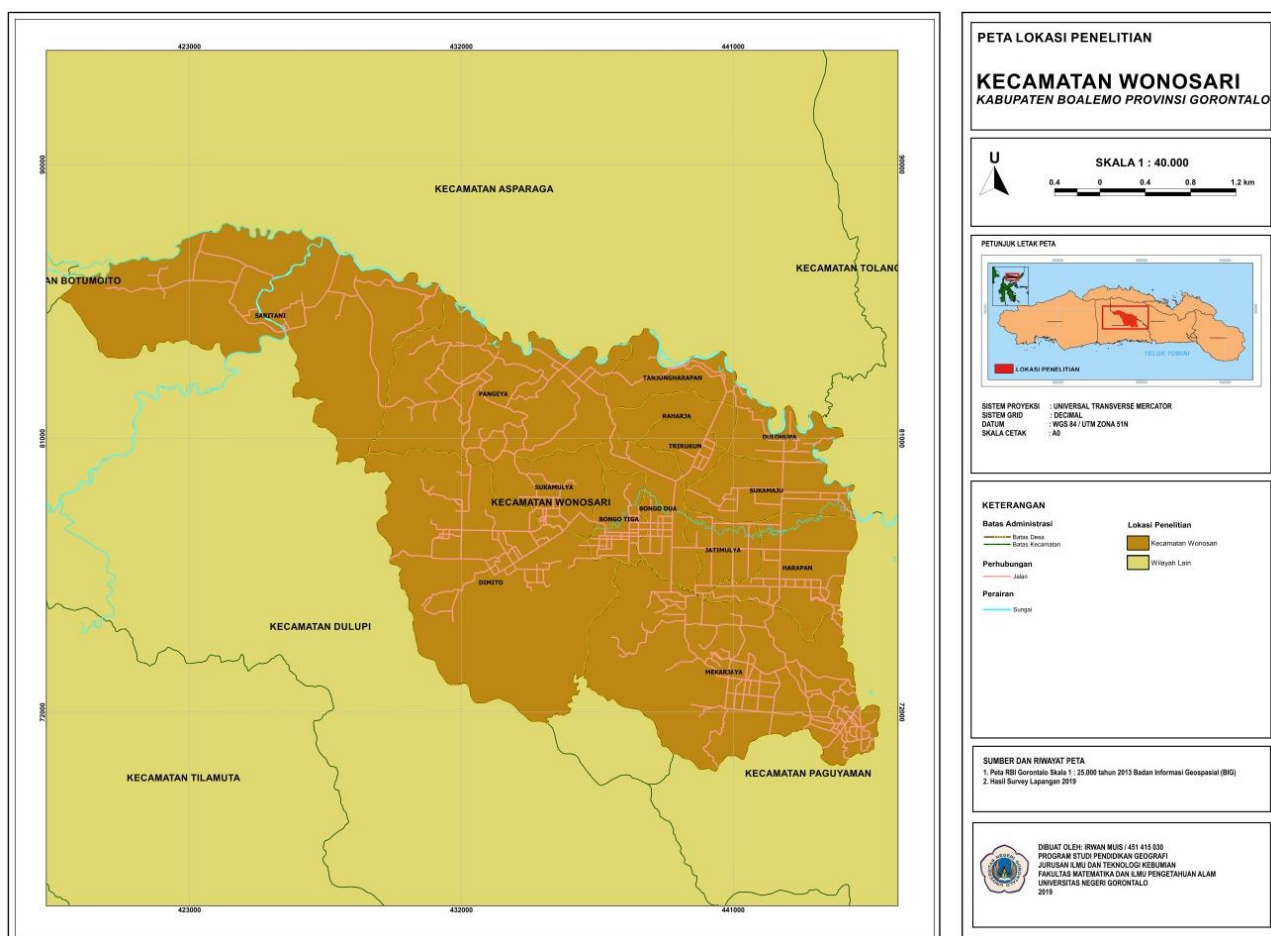 423000
432000
441000
90000
90000
KECAMATAN ASPARAGA
KECAMATAN TOLANG
AN BOTUMOITO
SARITANI
TANJUNGHARAPAN
PANGEYA
RAHARJA
DULOHUPA
81000
81000
TRIRUKUN
SUKAMULYA
SUKAMAJU
KECAMATAN WONOSARI
BONGO DUA
BONGO TIGA
JATIMULYA
HARAPAN
DIMITO
KECAMATAN DULUPI
MEKARJAYA
72000
72000
KECAMATAN TILAMUTA
KECAMATAN PAGUYAMAN
423000
432000
441000
PETA LOKASI PENELITIAN
KECAMATAN WONOSARI
KABUPATEN BOALEMO PROVINSI GORONTALO
U
SKALA 1 : 40.000
0.4 0 0.4 0.8 1.2 km
PETUNJUK LETAK PETA
TELUK TOMINI
LOKASI PENELITIAN
SISTEM PROYEKSI : UNIVERSAL TRANSVERSE MERCATOR
SISTEM GRID : DECIMAL
DATUM : WGS 84 / UTM ZONA 51N
SKALA CETAK : A0
KETERANGAN
Batas Administrasi
Batas Desa
Batas Kecamatan
Perhubungan
Jalan
Perairan
Sungai
Lokasi Penelitian
Kecamatan Wonosari
Wilayah Lain
SUMBER DAN RIWAYAT PETA
1. Peta RBI Gorontalo Skala 1 : 25.000 tahun 2013 Badan Informasi Geospasial (BIG)
2. Hasil Survey Lapangan 2019
DIBUAT OLEH: IRWAN MUIS / 451 415 030
PROGRAM STUDI PENDIDIKAN GEOGRAFI
JURUSAN ILMU DAN TEKNOLOGI KEBUMIAN
FAKULTAS MATEMATIKA DAN ILMU PENGETAHUAN ALAM
UNIVERSITAS NEGERI GORONTALO
2019